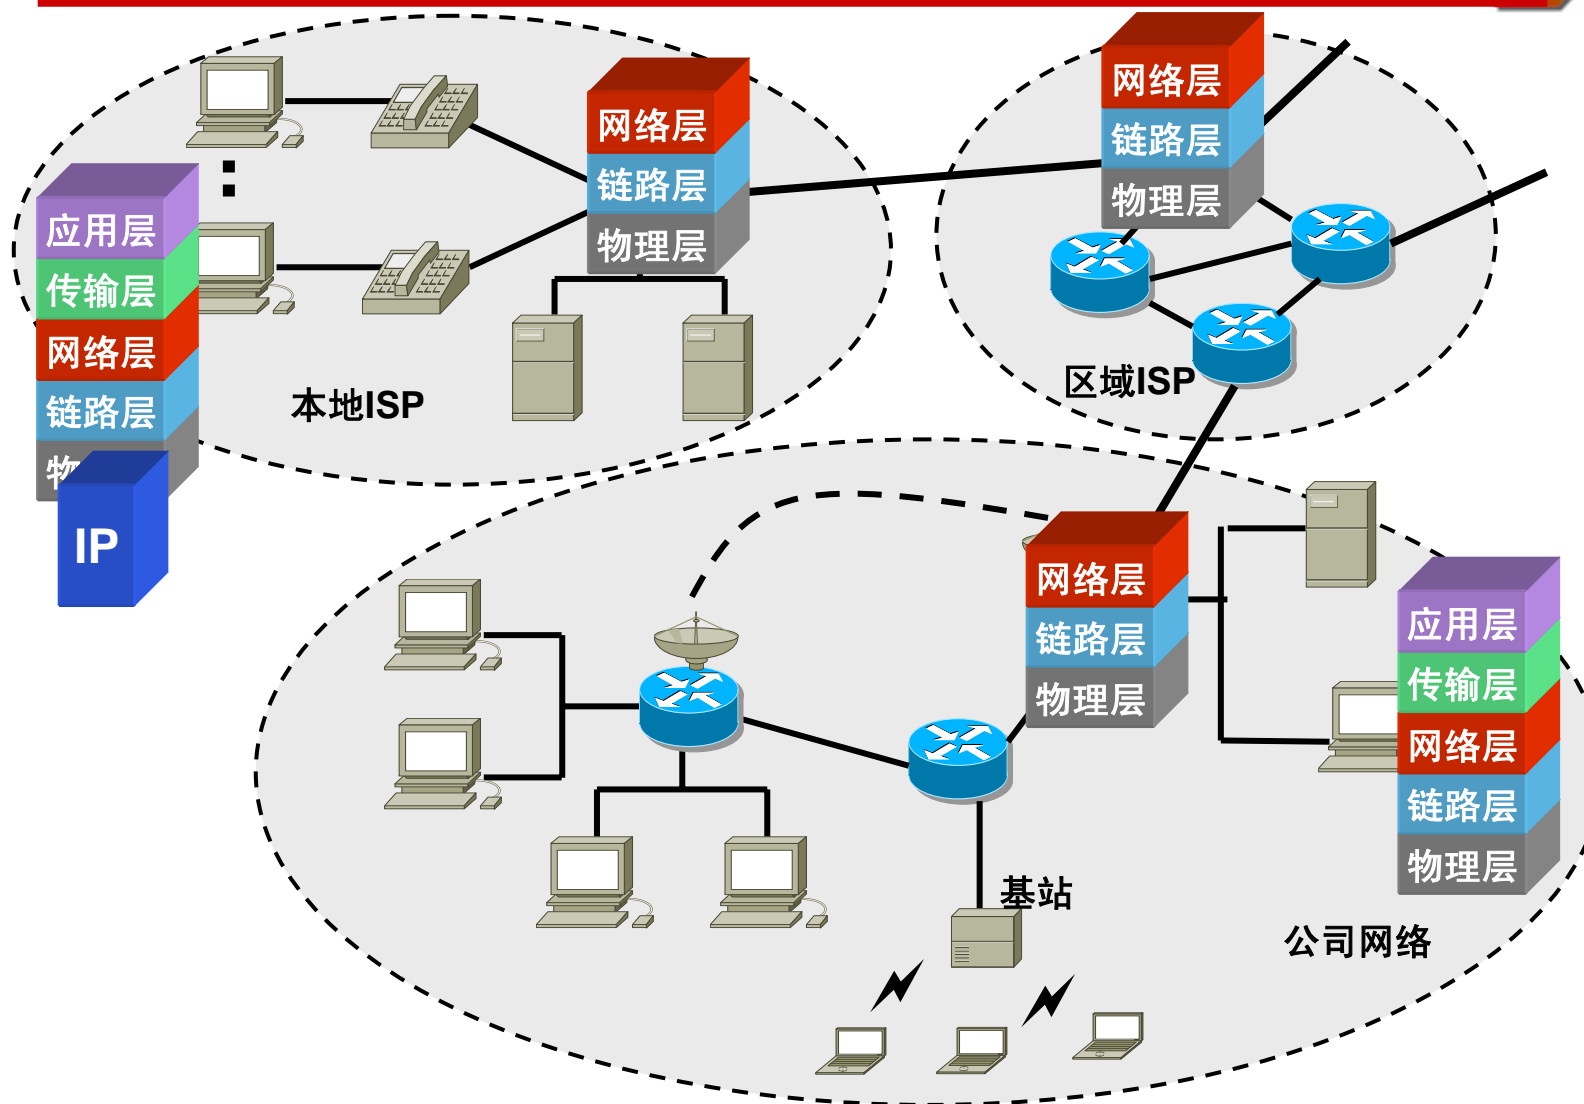 网络层
链路层
物理层
网络层
链路层
物理层
应用层
传输层
网络层
链路层
物
IP
本地ISP
区域ISP
网络层
链路层
物理层
应用层
传输层
网络层
链路层
物理层
基站
公司网络